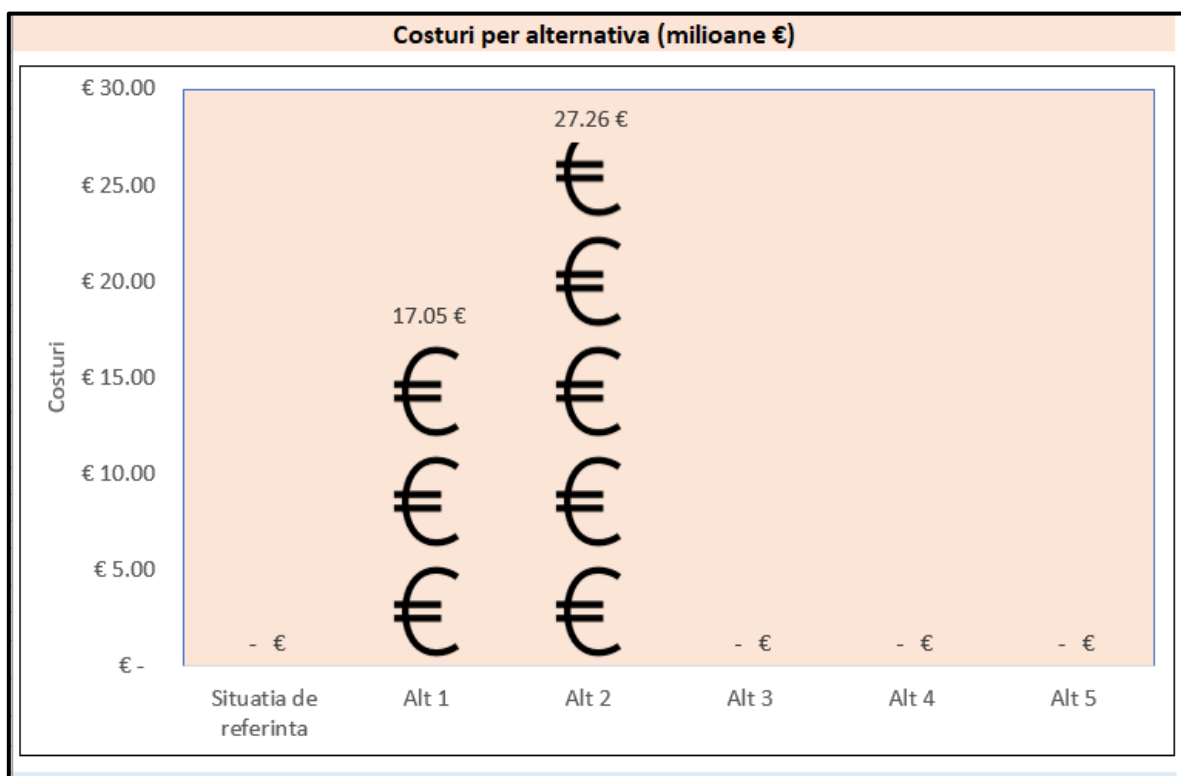 Costuri per alternativa (milioane €)
€ 30.00
€ 25.00
€ 20.00
€ 15.00
€ 10.00
€ 5.00
€ -
Costuri
27.26 €
17.05 €
- €
- €
- €
- €
Situatia de
referinta
Alt 1
Alt 2
Alt 3
Alt 4
Alt 5